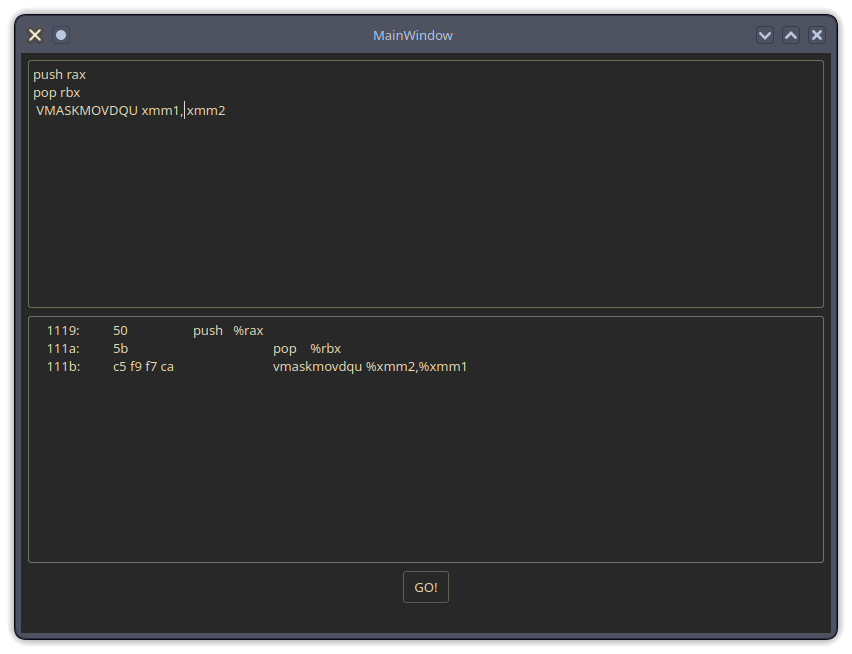 MainWindow
push rax
pop rbx
VMASKMOVDQU xmm1, xmm2
1119: 50 push %rax
111a: 5b pop %rbx
111b: c5 f9 f7 ca vmaskmovdqu %xmm2,%xmm1
GO!